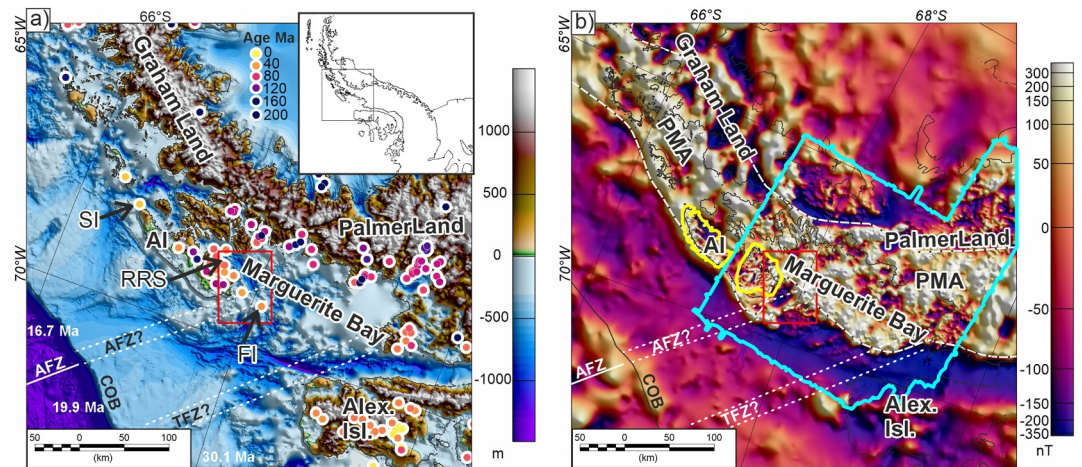 a)
66°S
65°W
70°W
Graham Land
Age Ma
0
40
80
120
160
200
SI
AI
RRS
Marguerite Bay
PalmerLand
FI
16.7 Ma
AFZ
19.9 Ma
AFZ?
COB
TFZ?
30.1 Ma
Alex.
Isl.
50 0 50 100
(km)
1000
500
0
-500
-1000
m
b)
66°S
68°S
65°W
70°W
Graham Land
PMA
AI
PalmerLand
PMA
Marguerite Bay
AFZ
AFZ?
COB
TFZ?
Alex.
Isl.
50 0 50 100
(km)
300
200
150
100
50
0
-50
-100
-150
-200
-350
nT